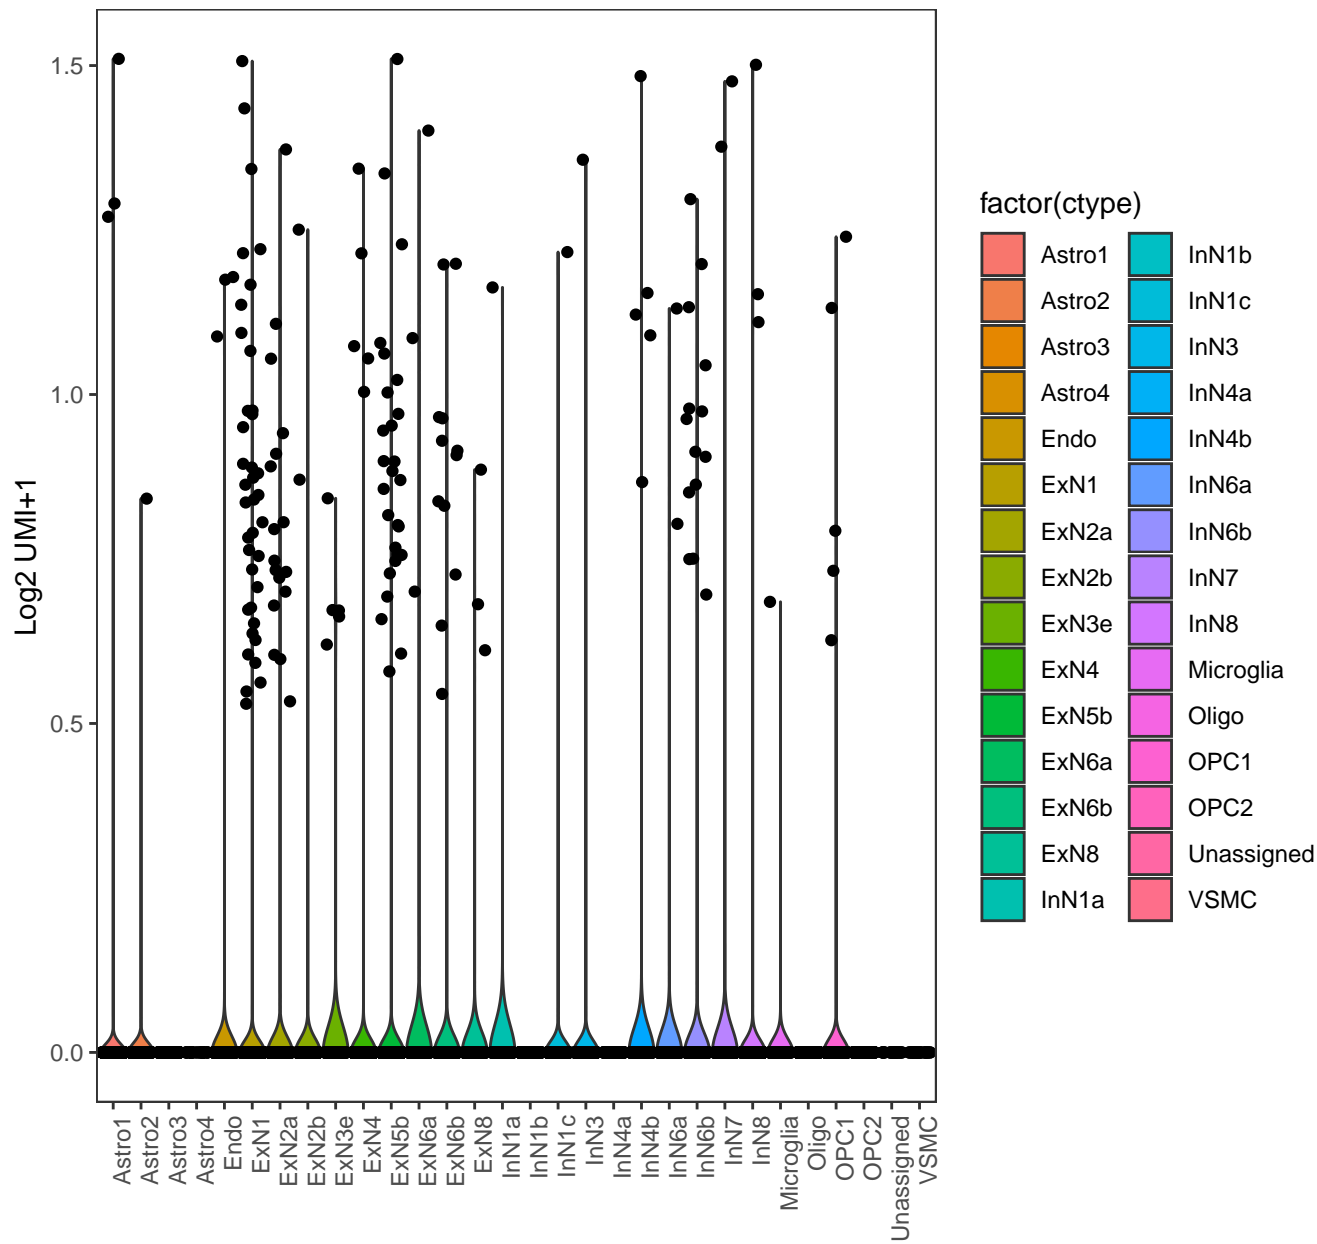 Log2 UMI+1
1.5
1.0
0.5
0.0
Astro1
Astro2
Astro3
Astro4
Endo
ExN1
ExN2a
ExN2b
ExN3e
ExN4
ExN5b
ExN6a
ExN6b
ExN8
InN1a
InN1b
InN1c
InN3
InN4a
InN4b
InN6a
InN6b
InN7
InN8
Microglia
Oligo
OPC1
OPC2
Unassigned
VSMC
factor(ctype)
Astro1
Astro2
Astro3
Astro4
Endo
ExN1
ExN2a
ExN2b
ExN3e
ExN4
ExN5b
ExN6a
ExN6b
ExN8
InN1a
InN1b
InN1c
InN3
InN4a
InN4b
InN6a
InN6b
InN7
InN8
Microglia
Oligo
OPC1
OPC2
Unassigned
VSMC